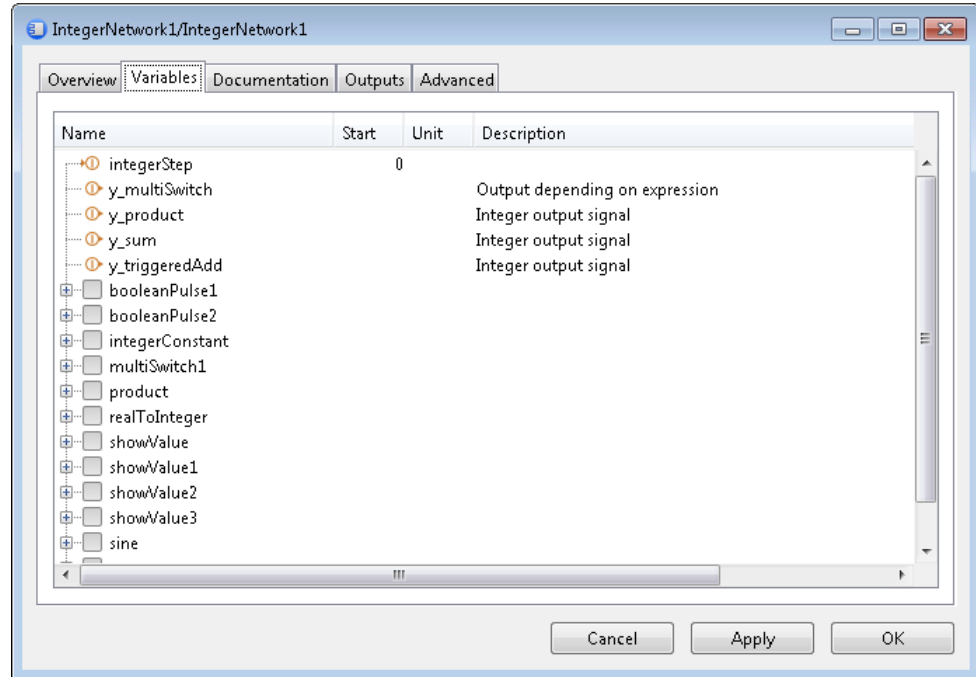 IntegerNetwork1/IntegerNetwork1
Overview Variables Documentation Outputs Advanced
Name Start Unit Description
integerStep 0
y_multiSwitch Output depending on expression
y_product Integer output signal
y_sum Integer output signal
y_triggeredAdd Integer output signal
booleanPulse1
booleanPulse2
integerConstant
multiSwitch1
product
realToInteger
showValue
showValue1
showValue2
showValue3
sine
Cancel Apply OK